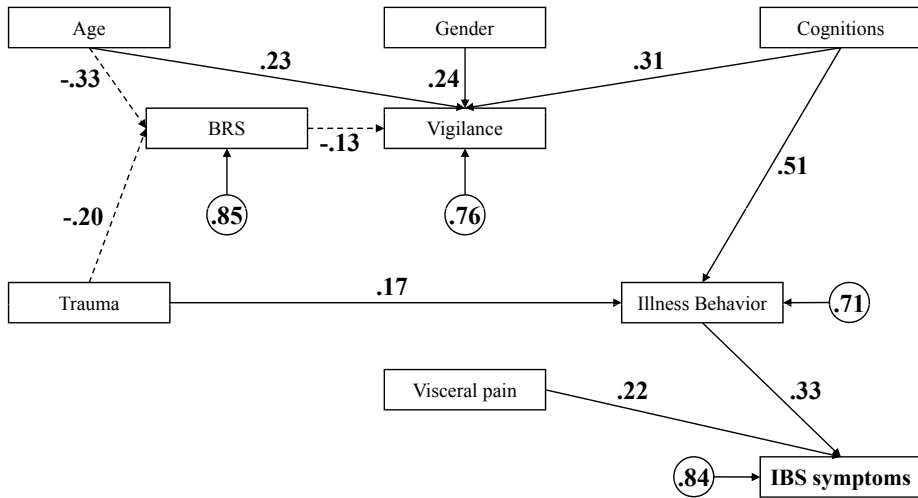 Age
Gender
Cognitions
.23
.31
-.33
.24
BRS
Vigilance
-.13
.51
-.20
.85
.76
.17
Trauma
Illness Behavior
.71
Visceral pain
.22
.33
.84
IBS symptoms